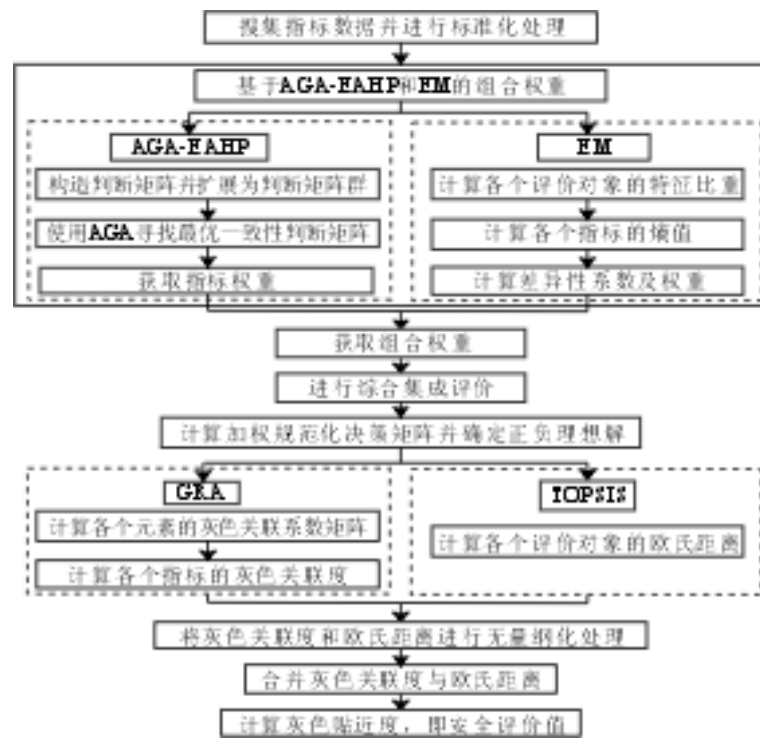 搜集指标数据并进行标准化处理
基于AGA-EAHP和EM的组合权重
AGA-EAHP
构造判断矩阵并扩展为判断矩阵群
使用AGA寻找最优一致性判断矩阵
获取指标权重
EM
计算各个评价对象的特征比重
计算各个指标的熵值
计算差异性系数及权重
获取组合权重
进行综合集成评价
计算加权规范化决策矩阵并确定正负理想解
GRA
计算各个元素的灰色关联系数矩阵
计算各个指标的灰色关联度
TOPSIS
计算各个评价对象的欧氏距离
将灰色关联度和欧氏距离进行无量纲化处理
合并灰色关联度与欧氏距离
计算灰色贴近度，即安全评价值